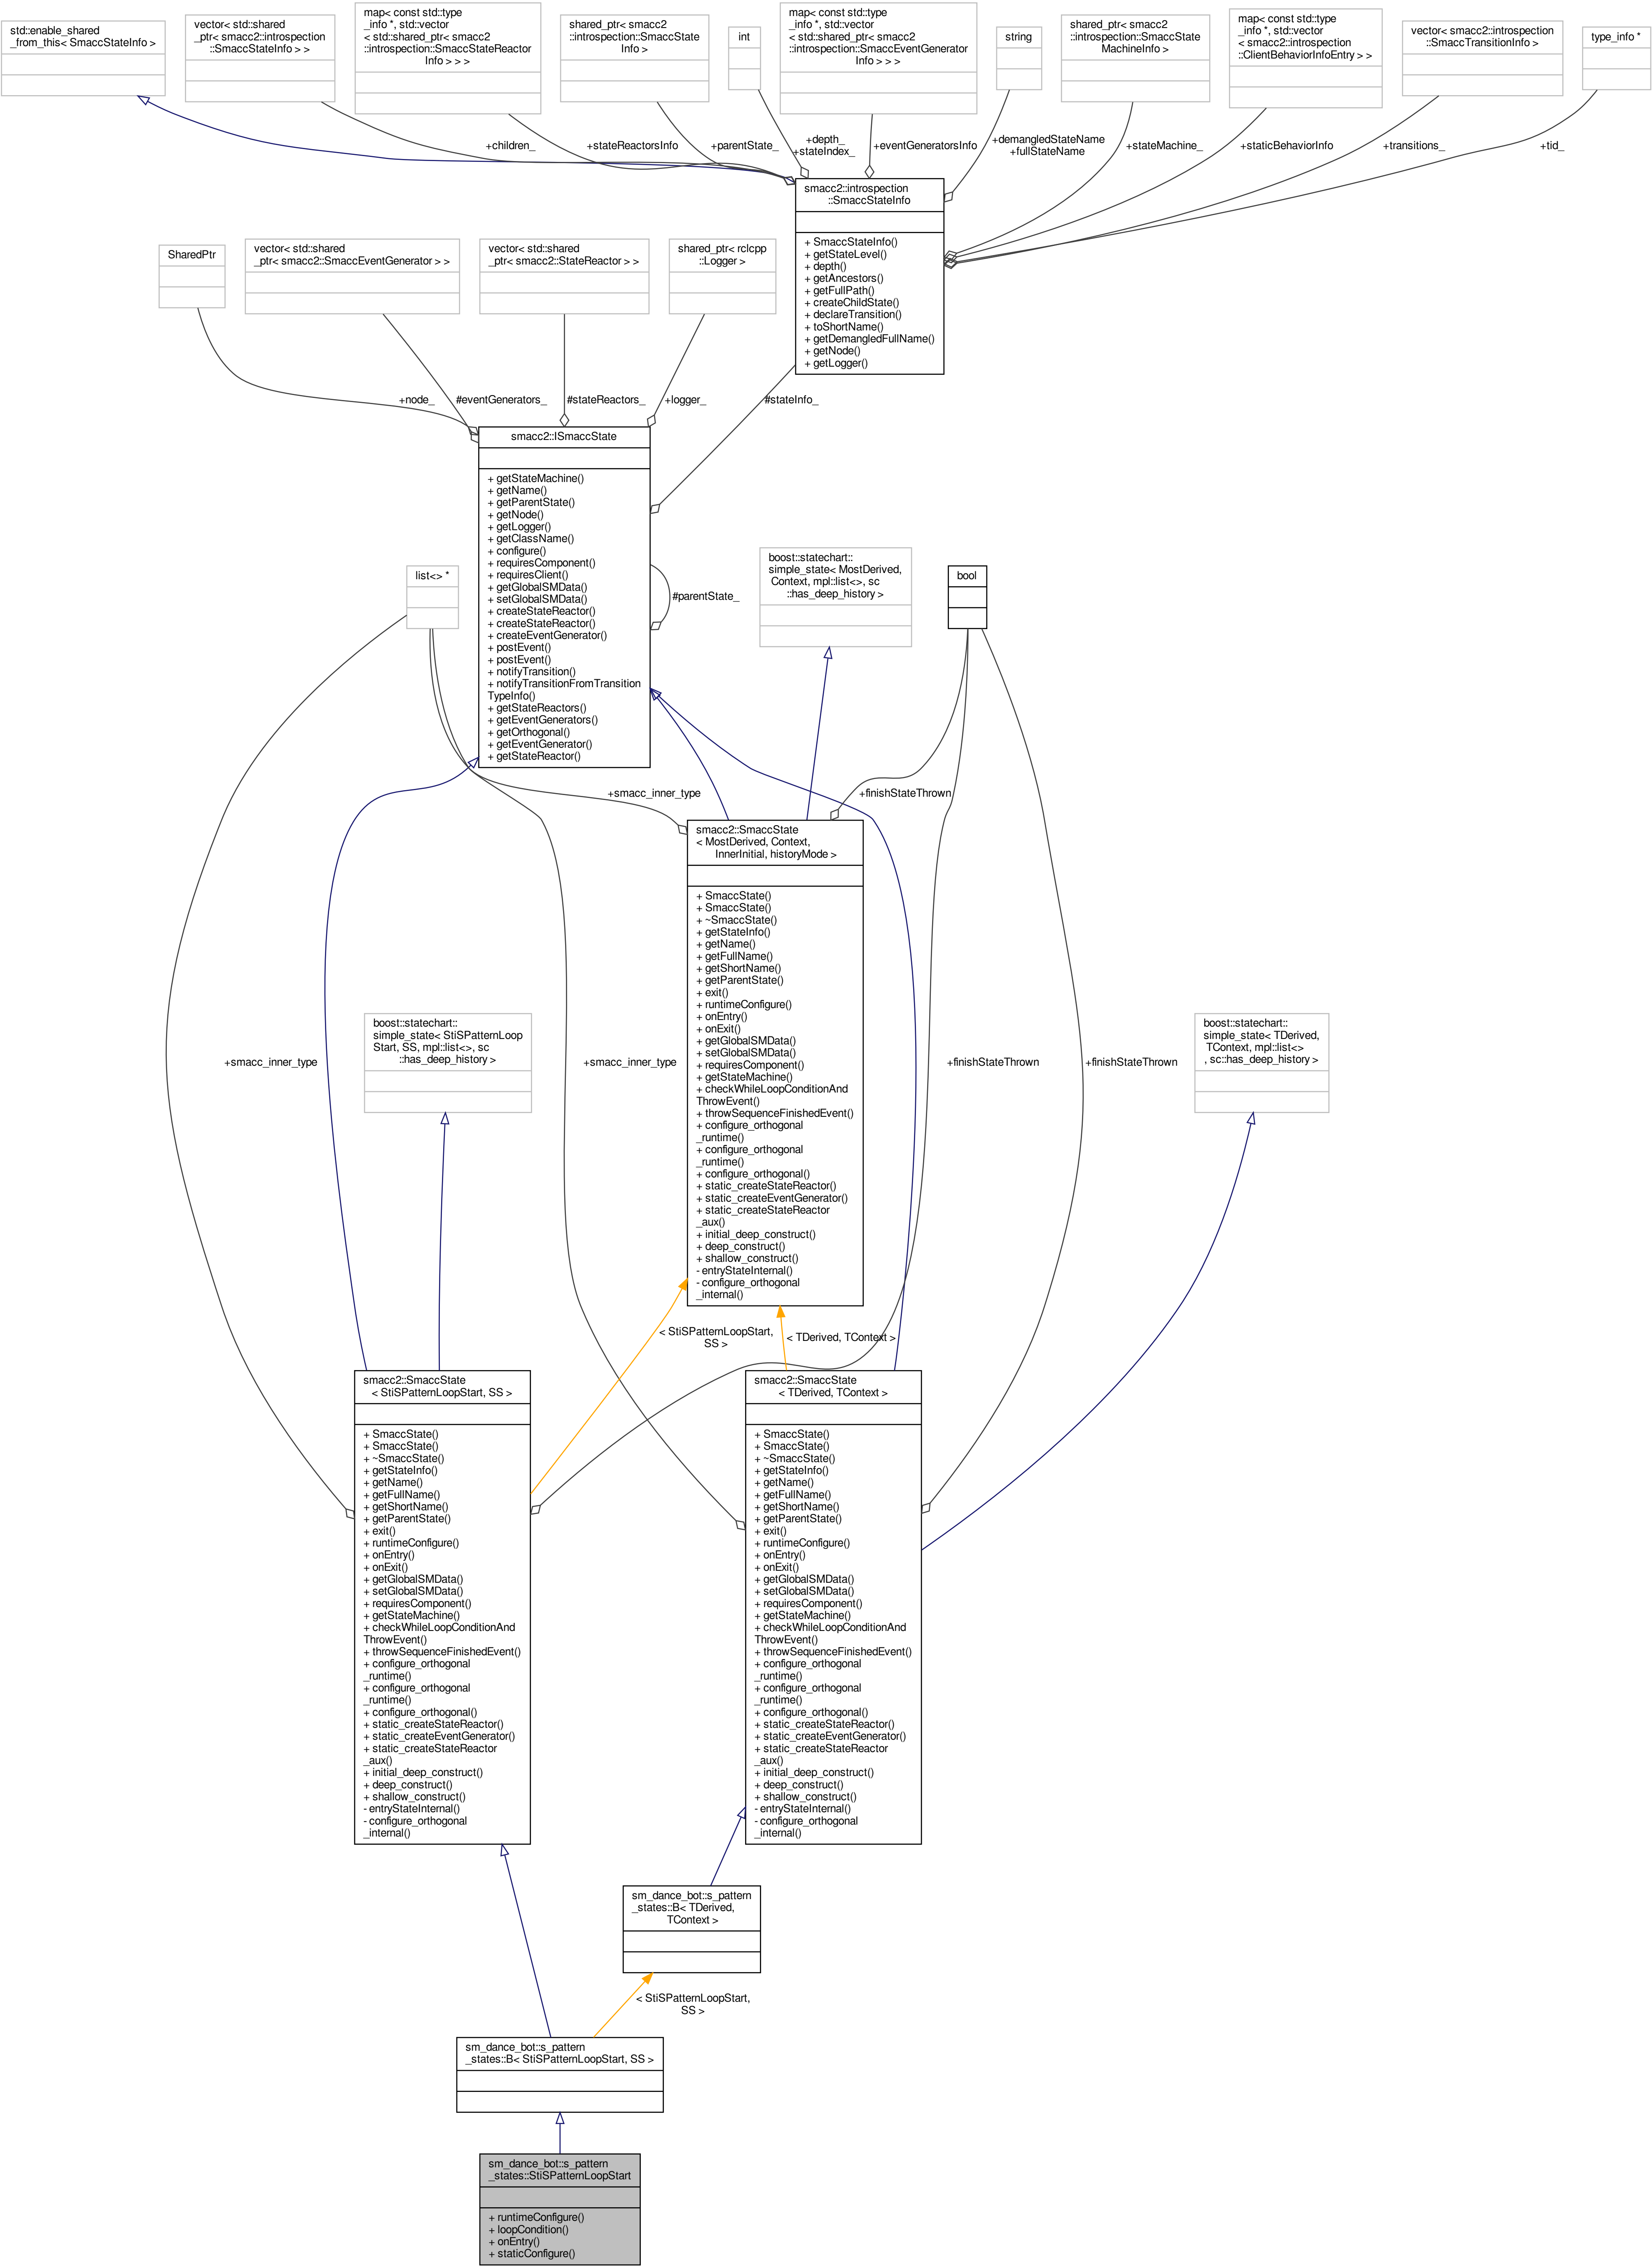 std::enable_shared
_from_this< SmaccStateInfo >
vector< std::shared
_ptr< smacc2::introspection
::SmaccStateInfo > >
map< const std::type
_info *, std::vector
< std::shared_ptr< smacc2
::introspection::SmaccStateReactor
Info > > >
shared_ptr< smacc2
::introspection::SmaccState
Info >
int
map< const std::type
_info *, std::vector
< std::shared_ptr< smacc2
::introspection::SmaccEventGenerator
Info > > >
string
shared_ptr< smacc2
::introspection::SmaccState
MachineInfo >
map< const std::type
_info *, std::vector
< smacc2::introspection
::ClientBehaviorInfoEntry > >
vector< smacc2::introspection
::SmaccTransitionInfo >
type_info *
+children_
+stateReactorsInfo
+parentState_
+depth_
+stateIndex_
+eventGeneratorsInfo
+demangledStateName
+fullStateName
+stateMachine_
+staticBehaviorInfo
+transitions_
+tid_
smacc2::introspection
::SmaccStateInfo
+ SmaccStateInfo()
+ getStateLevel()
+ depth()
+ getAncestors()
+ getFullPath()
+ createChildState()
+ declareTransition()
+ toShortName()
+ getDemangledFullName()
+ getNode()
+ getLogger()
SharedPtr
vector< std::shared
_ptr< smacc2::SmaccEventGenerator > >
vector< std::shared
_ptr< smacc2::StateReactor > >
shared_ptr< rclcpp
::Logger >
+node_
#eventGenerators_
#stateReactors_
+logger_
#stateInfo_
smacc2::ISmaccState
+ getStateMachine()
+ getName()
+ getParentState()
+ getNode()
+ getLogger()
+ getClassName()
+ configure()
+ requiresComponent()
+ requiresClient()
+ getGlobalSMData()
+ setGlobalSMData()
+ createStateReactor()
+ createStateReactor()
+ createEventGenerator()
+ postEvent()
+ postEvent()
+ notifyTransition()
+ notifyTransitionFromTransition
TypeInfo()
+ getStateReactors()
+ getEventGenerators()
+ getOrthogonal()
+ getEventGenerator()
+ getStateReactor()
#parentState_
list<> *
boost::statechart::
simple_state< MostDerived,
Context, mpl::list<>, sc
::has_deep_history >
bool
+smacc_inner_type
+finishStateThrown
smacc2::SmaccState
< MostDerived, Context,
InnerInitial, historyMode >
+ SmaccState()
+ SmaccState()
+ ~SmaccState()
+ getStateInfo()
+ getName()
+ getFullName()
+ getShortName()
+ getParentState()
+ exit()
+ runtimeConfigure()
+ onEntry()
+ onExit()
+ getGlobalSMData()
+ setGlobalSMData()
+ requiresComponent()
+ getStateMachine()
+ checkWhileLoopConditionAnd
ThrowEvent()
+ throwSequenceFinishedEvent()
+ configure_orthogonal
_runtime()
+ configure_orthogonal
_runtime()
+ configure_orthogonal()
+ static_createStateReactor()
+ static_createEventGenerator()
+ static_createStateReactor
_aux()
+ initial_deep_construct()
+ deep_construct()
+ shallow_construct()
- entryStateInternal()
- configure_orthogonal
_internal()
boost::statechart::
simple_state< StiSPatternLoop
Start, SS, mpl::list<>, sc
::has_deep_history >
boost::statechart::
simple_state< TDerived,
TContext, mpl::list<>
, sc::has_deep_history >
+smacc_inner_type
+smacc_inner_type
+finishStateThrown
+finishStateThrown
< StiSPatternLoopStart,
SS >
< TDerived, TContext >
smacc2::SmaccState
< StiSPatternLoopStart, SS >
+ SmaccState()
+ SmaccState()
+ ~SmaccState()
+ getStateInfo()
+ getName()
+ getFullName()
+ getShortName()
+ getParentState()
+ exit()
+ runtimeConfigure()
+ onEntry()
+ onExit()
+ getGlobalSMData()
+ setGlobalSMData()
+ requiresComponent()
+ getStateMachine()
+ checkWhileLoopConditionAnd
ThrowEvent()
+ throwSequenceFinishedEvent()
+ configure_orthogonal
_runtime()
+ configure_orthogonal
_runtime()
+ configure_orthogonal()
+ static_createStateReactor()
+ static_createEventGenerator()
+ static_createStateReactor
_aux()
+ initial_deep_construct()
+ deep_construct()
+ shallow_construct()
- entryStateInternal()
- configure_orthogonal
_internal()
smacc2::SmaccState
< TDerived, TContext >
+ SmaccState()
+ SmaccState()
+ ~SmaccState()
+ getStateInfo()
+ getName()
+ getFullName()
+ getShortName()
+ getParentState()
+ exit()
+ runtimeConfigure()
+ onEntry()
+ onExit()
+ getGlobalSMData()
+ setGlobalSMData()
+ requiresComponent()
+ getStateMachine()
+ checkWhileLoopConditionAnd
ThrowEvent()
+ throwSequenceFinishedEvent()
+ configure_orthogonal
_runtime()
+ configure_orthogonal
_runtime()
+ configure_orthogonal()
+ static_createStateReactor()
+ static_createEventGenerator()
+ static_createStateReactor
_aux()
+ initial_deep_construct()
+ deep_construct()
+ shallow_construct()
- entryStateInternal()
- configure_orthogonal
_internal()
sm_dance_bot::s_pattern
_states::B< TDerived,
TContext >
< StiSPatternLoopStart,
SS >
sm_dance_bot::s_pattern
_states::B< StiSPatternLoopStart, SS >
sm_dance_bot::s_pattern
_states::StiSPatternLoopStart
+ runtimeConfigure()
+ loopCondition()
+ onEntry()
+ staticConfigure()